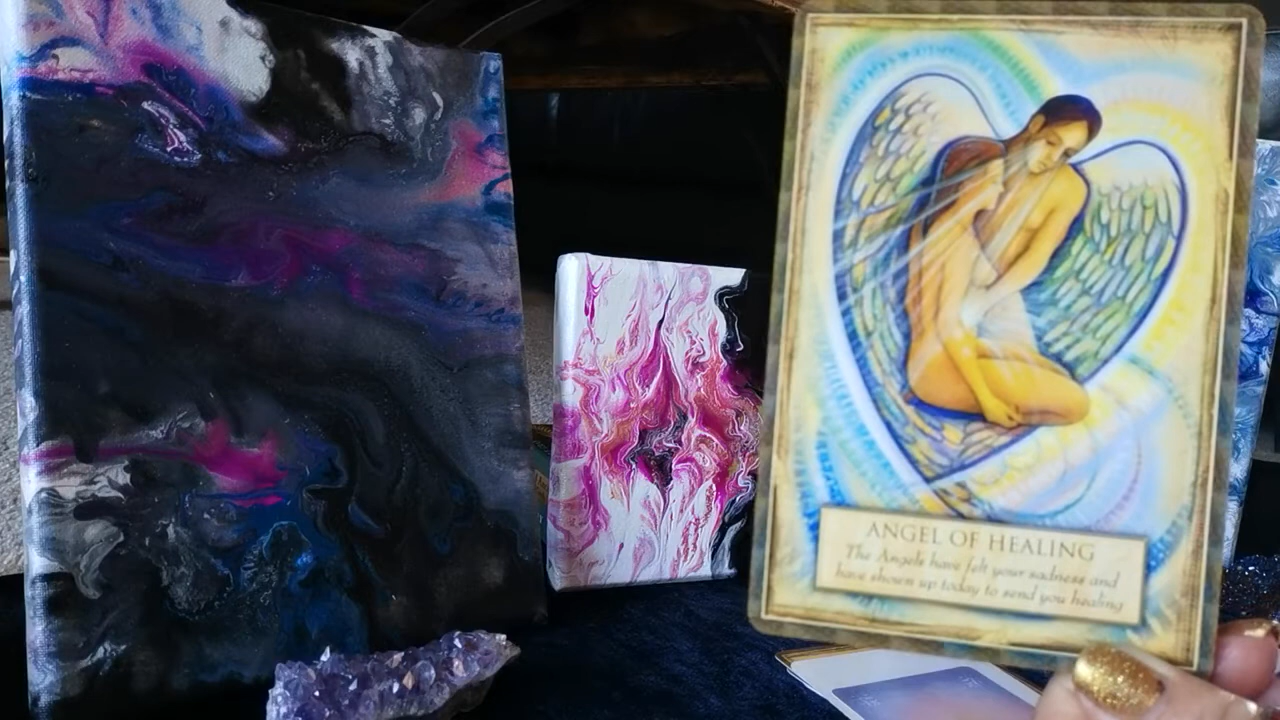 ANGEL OF HEALING
The Angels have felt your sadness and
have shown up today to send you healing